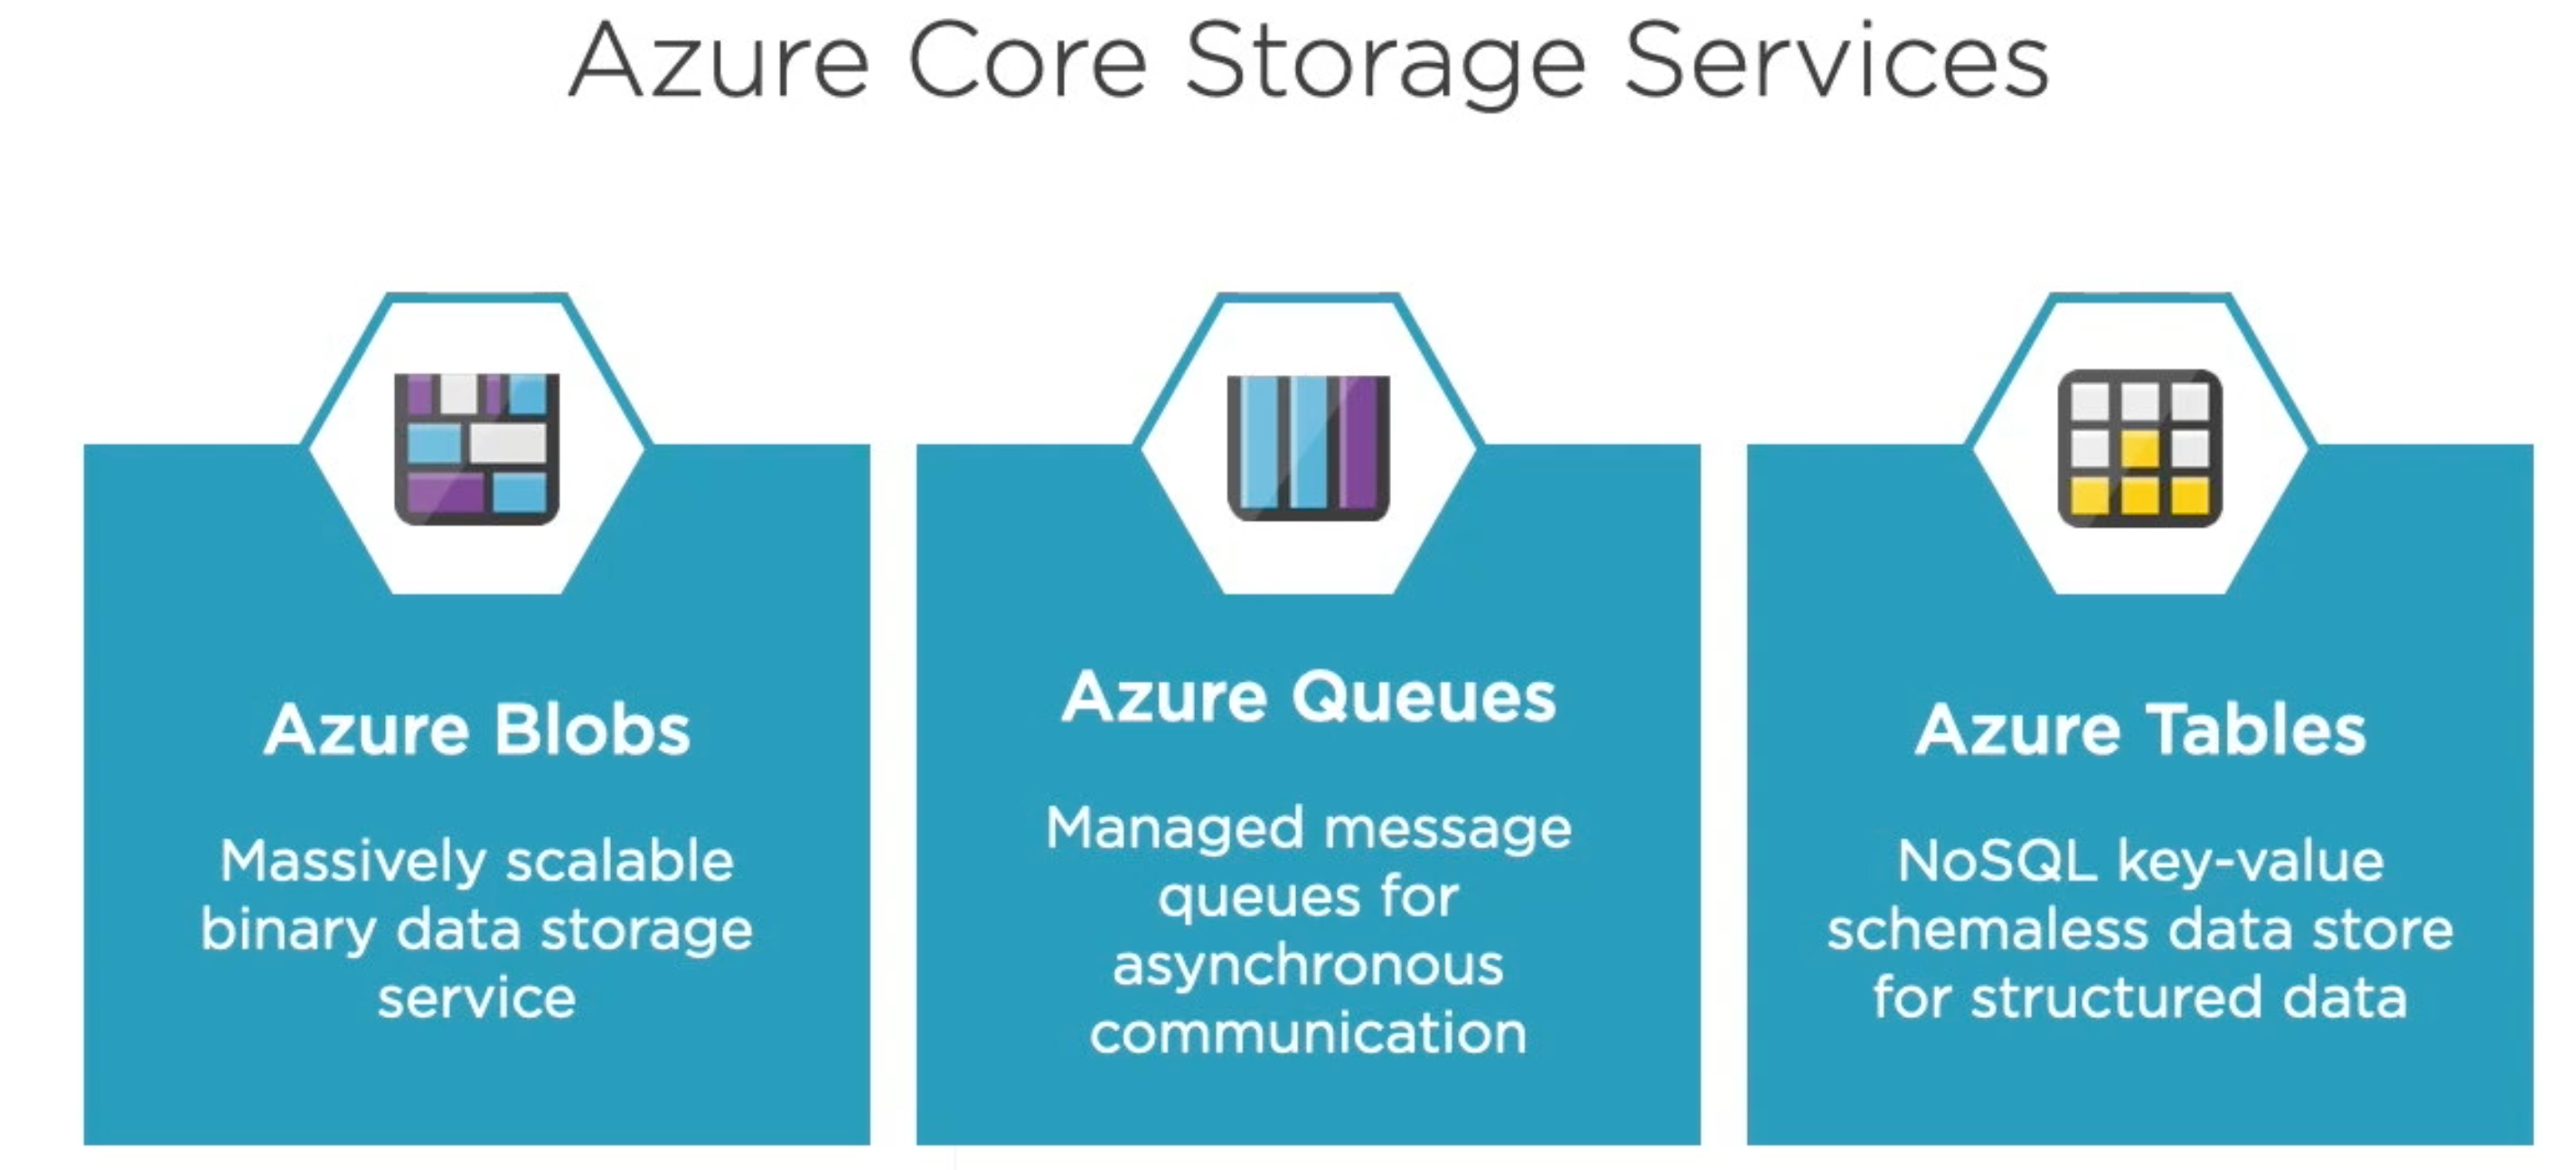 Azure Core Storage Services
Azure Blobs
Massively scalable
binary data storage
service
Azure Queues
Managed message
queues for
asynchronous
communication
Azure Tables
NoSQL key-value
schemaless data store
for structured data